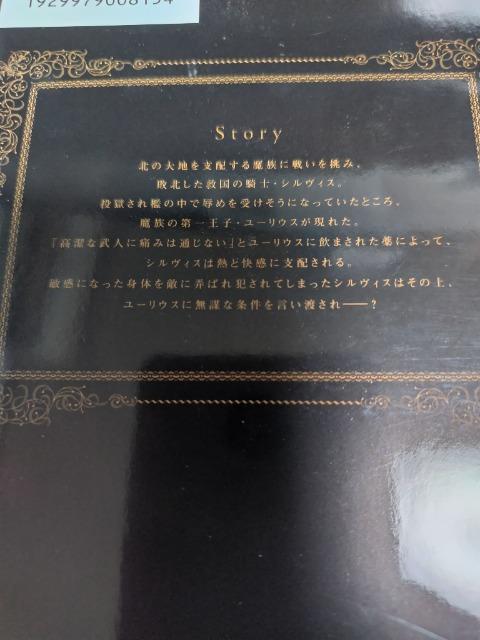 1929979008154
Story
北の大地を支配する魔族に戦いを挑み、
敗北した救国の騎士・シルヴィス。
投獄され檻の中で辱めを受けそうになっていたところ、
魔族の第一王子・ユーリウスが現れた。
「高潔な武人に痛みは通じない」とユーリウスに飲まされた薬によって、
シルヴィスは熱と快感に支配される。
敏感になった身体を敵に弄ばれ犯されてしまったシルヴィスはその上、
ユーリウスに無謀な条件を言い渡され――?